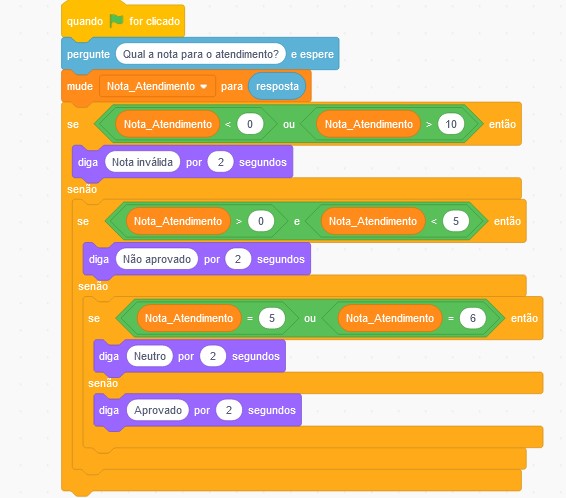 quando for clicado
pergunte Qual a nota para o atendimento? e espere
mude Nota_Atendimento para resposta
se Nota_Atendimento < 0 ou Nota_Atendimento > 10 então
diga Nota inválida por 2 segundos
senão
se Nota_Atendimento > 0 e Nota_Atendimento < 5 então
diga Não aprovado por 2 segundos
senão
se Nota_Atendimento = 5 ou Nota_Atendimento = 6 então
diga Neutro por 2 segundos
senão
diga Aprovado por 2 segundos